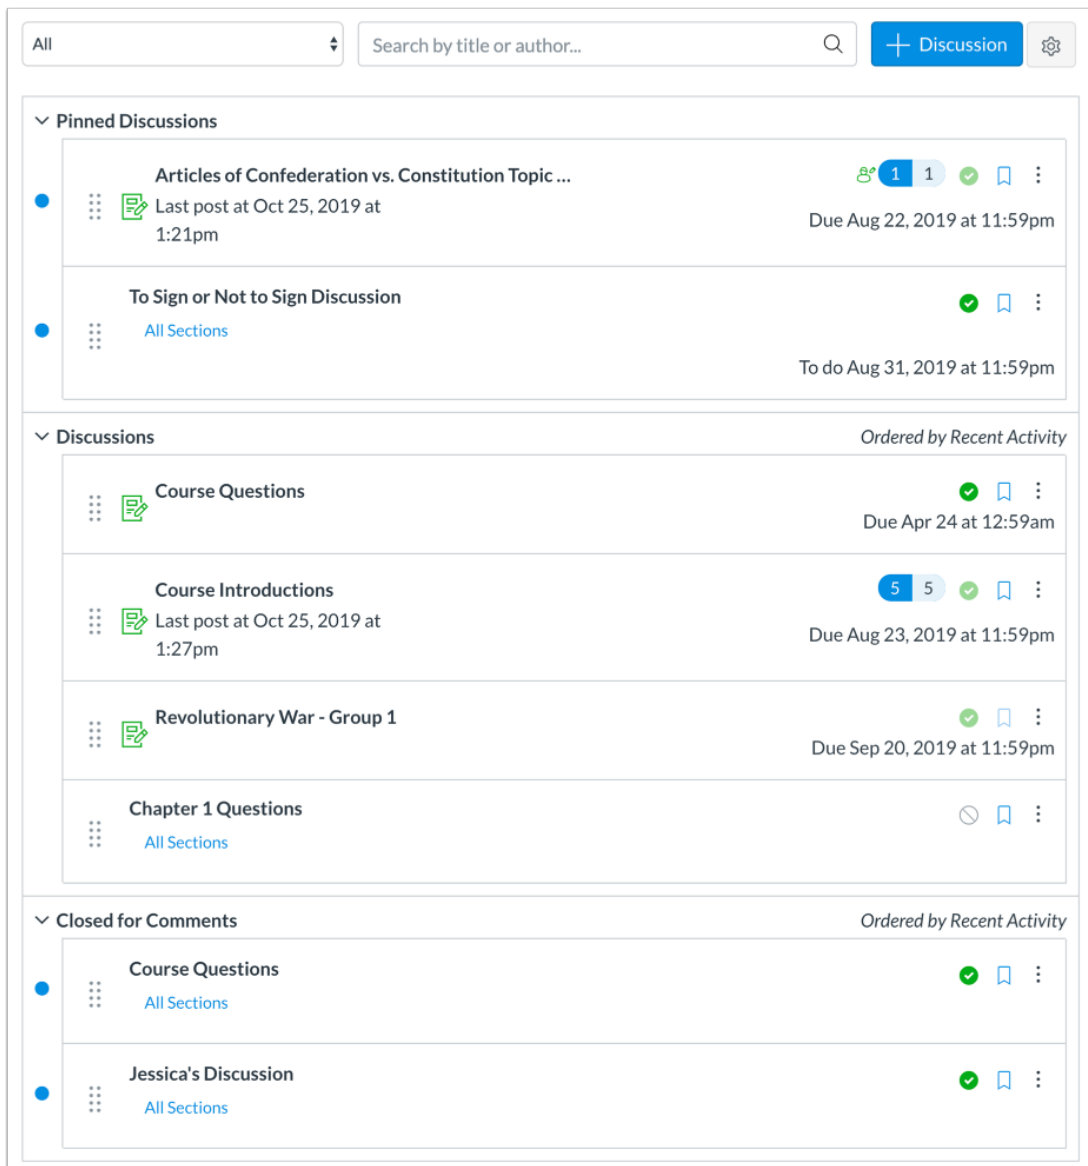 All
Search by title or author...
Discussion
Pinned Discussions
Articles of Confederation vs. Constitution Topic ...
1 1
Last post at Oct 25, 2019 at
1:21pm
Due Aug 22, 2019 at 11:59pm
To Sign or Not to Sign Discussion
All Sections
To do Aug 31, 2019 at 11:59pm
Discussions
Ordered by Recent Activity
Course Questions
Due Apr 24 at 12:59am
Course Introductions
5 5
Last post at Oct 25, 2019 at
1:27pm
Due Aug 23, 2019 at 11:59pm
Revolutionary War - Group 1
Due Sep 20, 2019 at 11:59pm
Chapter 1 Questions
All Sections
Closed for Comments
Ordered by Recent Activity
Course Questions
All Sections
Jessica's Discussion
All Sections